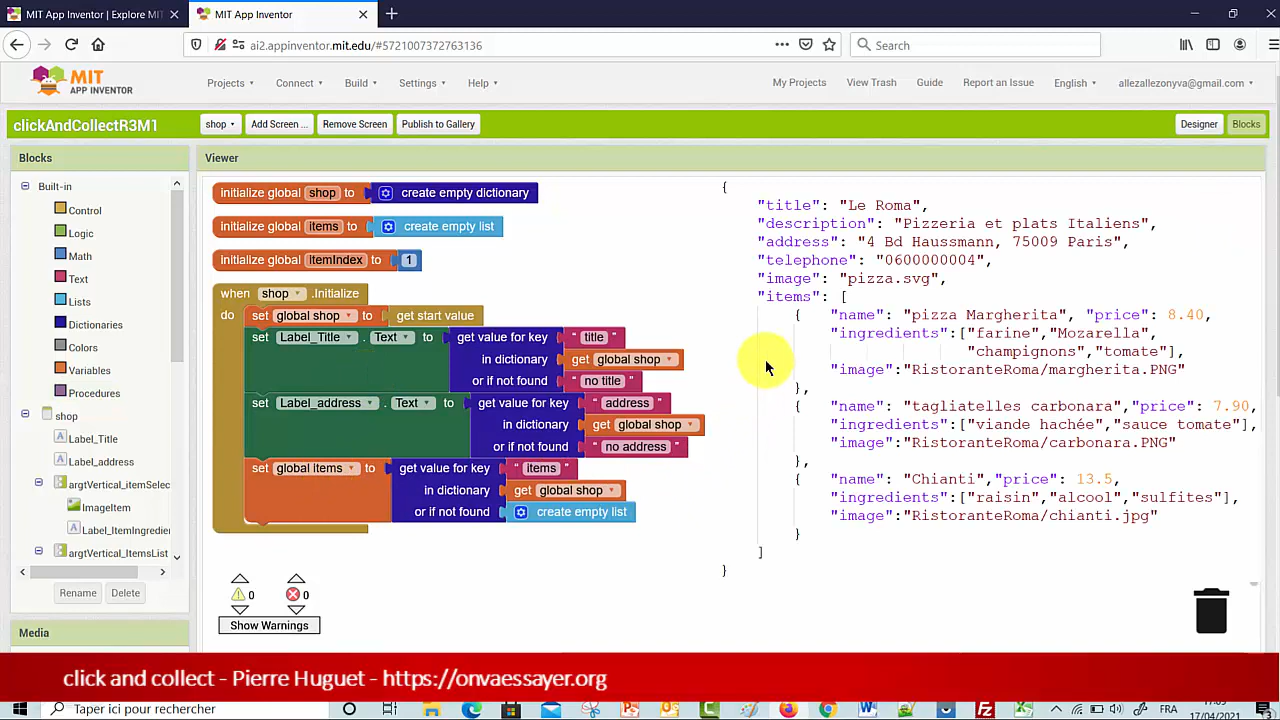 MIT App Inventor | Explore MIT
MIT App Inventor
ai2.appinventor.mit.edu/#5721007372763136
Search
MIT
APP INVENTOR
Projects
Connect
Build
Settings
Help
My Projects
View Trash
Guide
Report an Issue
English
allezallezonyva@gmail.com
clickAndCollectR3M1
shop
Add Screen ...
Remove Screen
Publish to Gallery
Designer
Blocks
Blocks
Viewer
Built-in
Control
Logic
Math
Text
Lists
Dictionaries
Colors
Variables
Procedures
shop
Label_Title
Label_address
argtVertical_itemSelec
ImageItem
Label_ItemIngredier
argtVertical_ItemsList
Rename
Delete
Media
initialize global shop to create empty dictionary
initialize global items to create empty list
initialize global ItemIndex to 1
when shop .Initialize
do set global shop to get start value
set Label_Title . Text to get value for key " title "
in dictionary get global shop
or if not found " no title "
set Label_address . Text to get value for key " address "
in dictionary get global shop
or if not found " no address "
set global items to get value for key " items "
in dictionary get global shop
or if not found create empty list
0 0
Show Warnings
{
"title": "Le Roma",
"description": "Pizzeria et plats Italiens",
"address": "4 Bd Haussmann, 75009 Paris",
"telephone": "0600000004",
"image": "pizza.svg",
"items": [
{ "name": "pizza Margherita", "price": 8.40,
"ingredients":["farine","Mozarella",
"champignons","tomate"],
"image":"RistoranteRoma/margherita.PNG"
},
{ "name": "tagliatelles carbonara","price": 7.90,
"ingredients":["viande hachée","sauce tomate"],
"image":"RistoranteRoma/carbonara.PNG"
},
{ "name": "Chianti","price": 13.5,
"ingredients":["raisin","alcool","sulfites"],
"image":"RistoranteRoma/chianti.jpg"
}
]
}
click and collect - Pierre Huguet - https://onvaessayer.org
Taper ici pour rechercher
FRA
17/04/2021